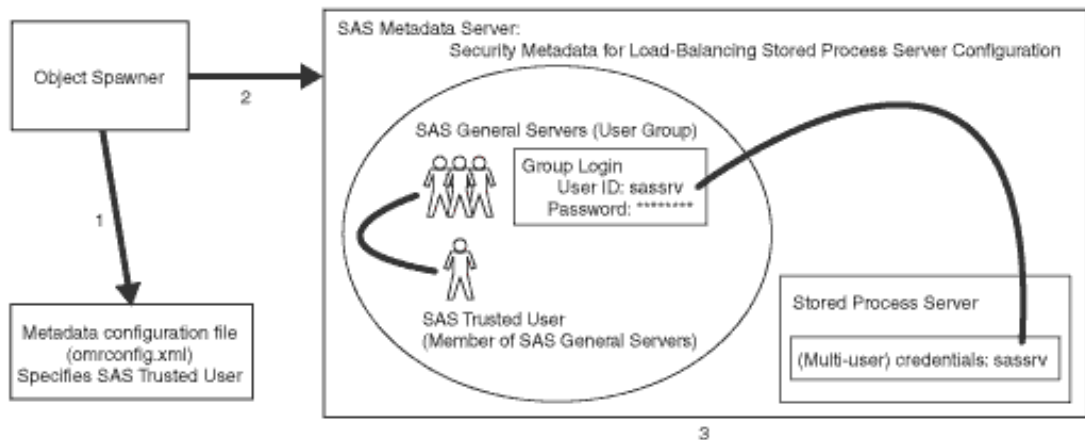 SAS Metadata Server:
Security Metadata for Load-Balancing Stored Process Server Configuration
Object Spawner
2
SAS General Servers (User Group)
Group Login
User ID: sassrv
Password: ********
1
SAS Trusted User
(Member of SAS General Servers)
Stored Process Server
(Multi-user) credentials: sassrv
Metadata configuration file
(omrconfig.xml)
Specifies SAS Trusted User
3